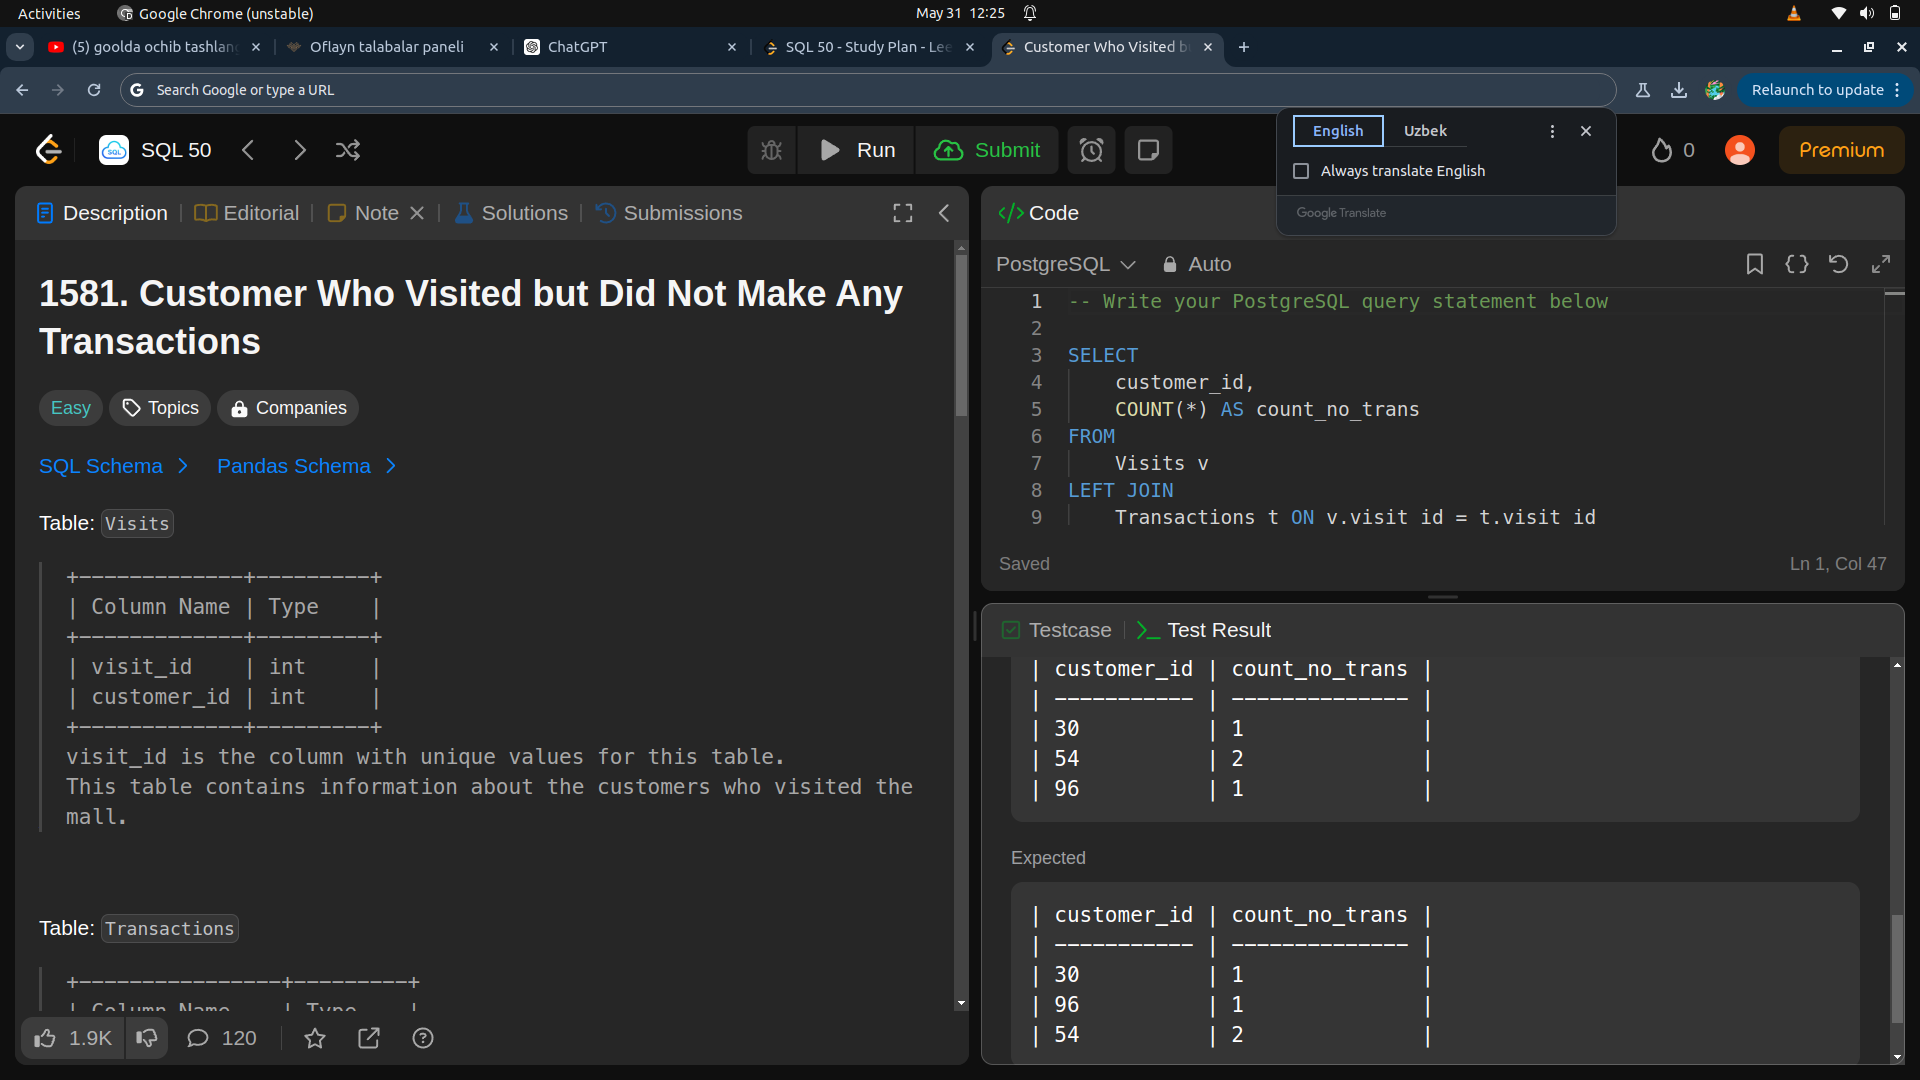 Activities
Google Chrome (unstable)
May 31 12:25
(5) goolda ochib tashlan
Oflayn talabalar paneli
ChatGPT
SQL 50 - Study Plan - Lee
Customer Who Visited b
Search Google or type a URL
Relaunch to update
English
Uzbek
Always translate English
Google Translate
SQL
SQL 50
Run
Submit
0
Premium
Description
Editorial
Note
Solutions
Submissions
</> Code
PostgreSQL
Auto
1581. Customer Who Visited but Did Not Make Any
Transactions
Easy
Topics
Companies
SQL Schema
Pandas Schema
Table: Visits
+-------------+---------+
| Column Name | Type    |
+-------------+---------+
| visit_id    | int     |
| customer_id | int     |
+-------------+---------+
visit_id is the column with unique values for this table.
This table contains information about the customers who visited the
mall.
Table: Transactions
+----------------+---------+
| Column Name    | Type    |
1.9K
120
1 -- Write your PostgreSQL query statement below
2
3 SELECT
4     customer_id,
5     COUNT(*) AS count_no_trans
6 FROM
7     Visits v
8 LEFT JOIN
9     Transactions t ON v.visit_id = t.visit_id
Saved
Ln 1, Col 47
Testcase
>_ Test Result
| customer_id | count_no_trans |
| ----------- | -------------- |
| 30          | 1              |
| 54          | 2              |
| 96          | 1              |
Expected
| customer_id | count_no_trans |
| ----------- | -------------- |
| 30          | 1              |
| 96          | 1              |
| 54          | 2              |